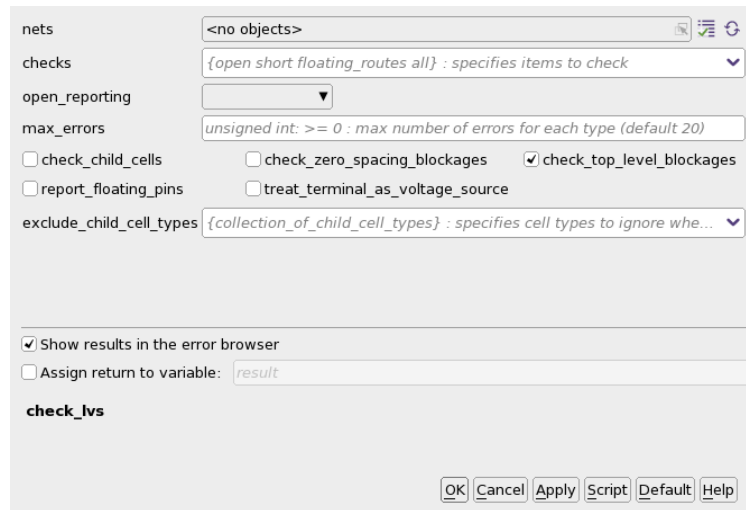 nets <no objects>
checks {open short floating_routes all} : specifies items to check
open_reporting
max_errors unsigned int: >= 0 : max number of errors for each type (default 20)
check_child_cells check_zero_spacing_blockages check_top_level_blockages
report_floating_pins treat_terminal_as_voltage_source
exclude_child_cell_types {collection_of_child_cell_types} : specifies cell types to ignore whe...
Show results in the error browser
Assign return to variable: result
check_lvs
OK Cancel Apply Script Default Help